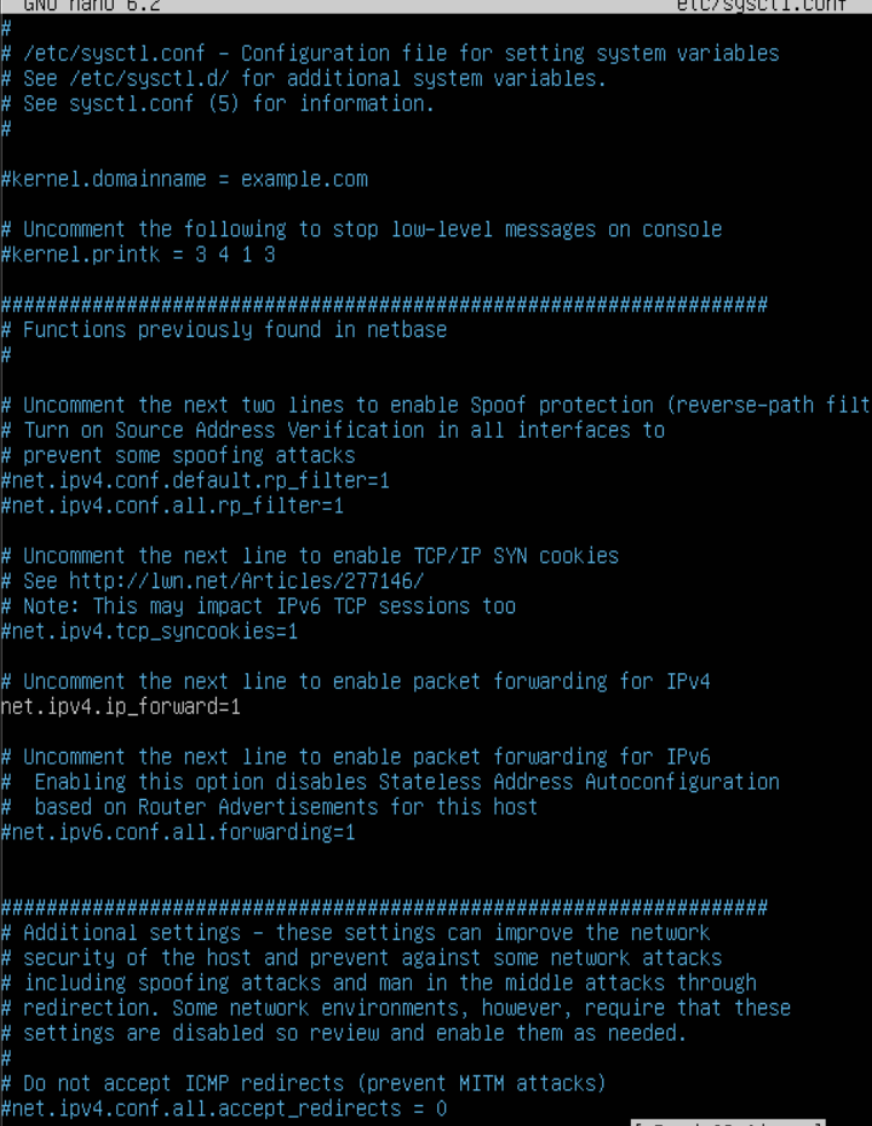 GNU nano 6.2 etc/sysctl.conf
#
# /etc/sysctl.conf - Configuration file for setting system variables
# See /etc/sysctl.d/ for additional system variables.
# See sysctl.conf (5) for information.
#
#kernel.domainname = example.com
# Uncomment the following to stop low-level messages on console
#kernel.printk = 3 4 1 3
###################################################################
# Functions previously found in netbase
#
# Uncomment the next two lines to enable Spoof protection (reverse-path filt
# Turn on Source Address Verification in all interfaces to
# prevent some spoofing attacks
#net.ipv4.conf.default.rp_filter=1
#net.ipv4.conf.all.rp_filter=1
# Uncomment the next line to enable TCP/IP SYN cookies
# See http://lwn.net/Articles/277146/
# Note: This may impact IPv6 TCP sessions too
#net.ipv4.tcp_syncookies=1
# Uncomment the next line to enable packet forwarding for IPv4
net.ipv4.ip_forward=1
# Uncomment the next line to enable packet forwarding for IPv6
#  Enabling this option disables Stateless Address Autoconfiguration
#  based on Router Advertisements for this host
#net.ipv6.conf.all.forwarding=1
###################################################################
# Additional settings - these settings can improve the network
# security of the host and prevent against some network attacks
# including spoofing attacks and man in the middle attacks through
# redirection. Some network environments, however, require that these
# settings are disabled so review and enable them as needed.
#
# Do not accept ICMP redirects (prevent MITM attacks)
#net.ipv4.conf.all.accept_redirects = 0